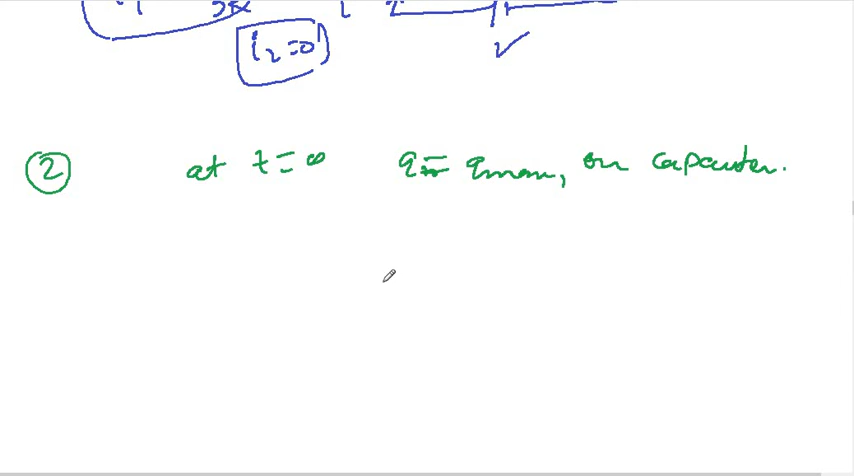 i₂ = 0
② at t = ∞ q = qmax, on capacitor.